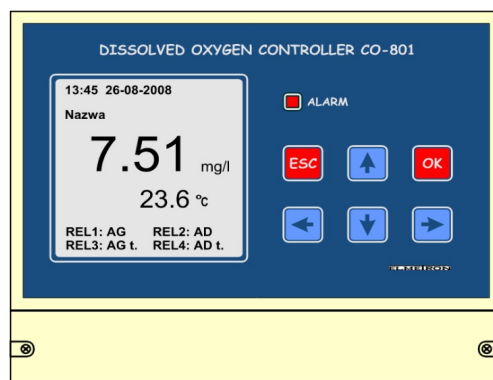 DISSOLVED OXYGEN CONTROLLER CO-801
13:45 26-08-2008
Nazwa
7.51 mg/l
23.6 °C
REL1: AG REL2: AD
REL3: AG t. REL4: AD t.
ALARM
ESC OK
ELMEIRON